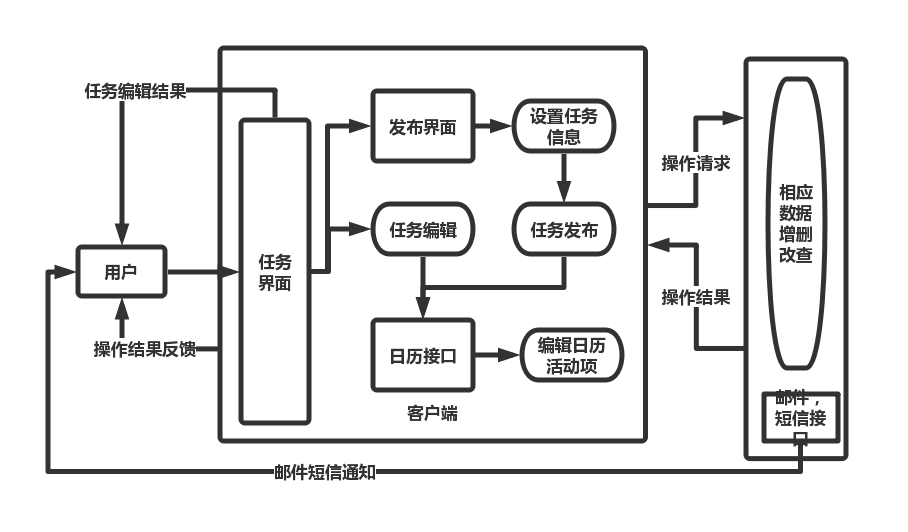 任务编辑结果
发布界面
设置任务
信息
操作请求
相应
数据
增删
改查
任务编辑
任务发布
用户
任务
界面
操作结果
操作结果反馈
日历接口
编辑日历
活动项
客户端
邮件，
短信接
口
邮件短信通知